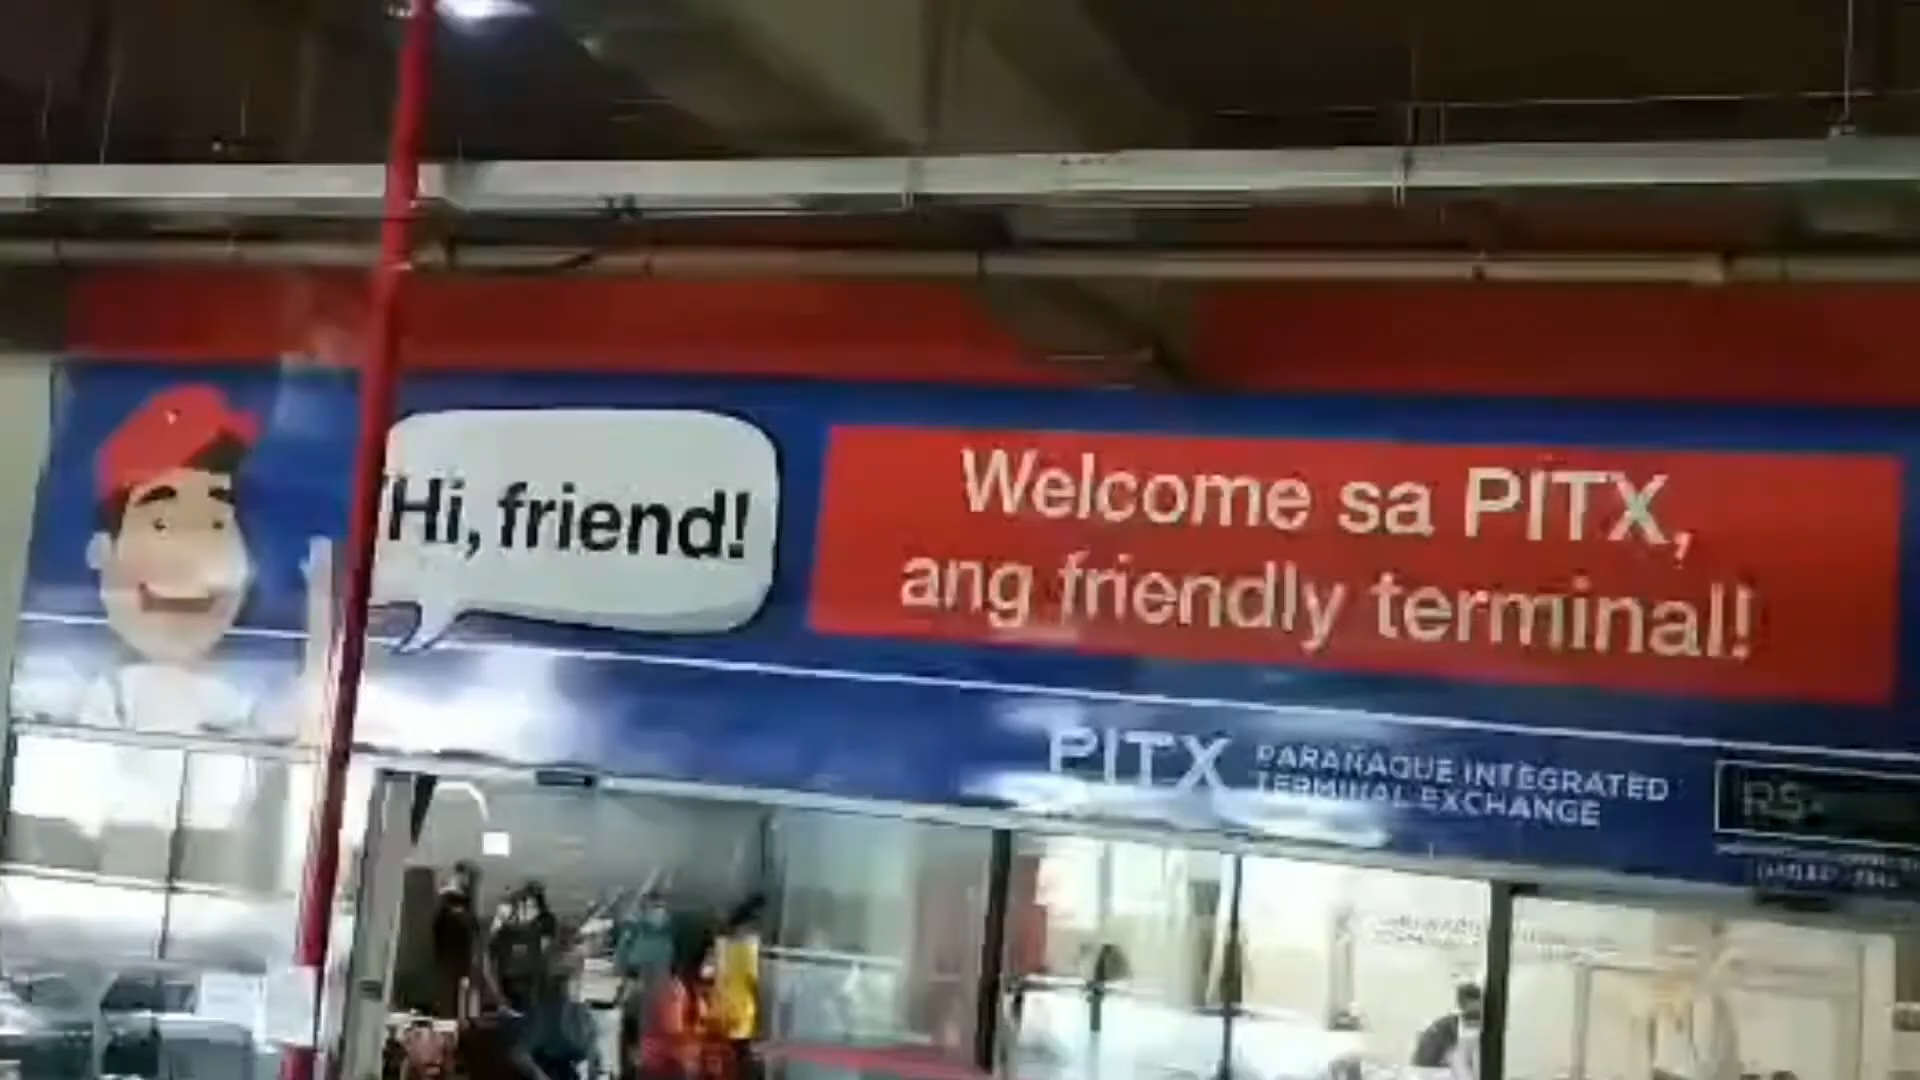 Hi, friend!
Welcome sa PITX,
ang friendly terminal!
PITX
PARAÑAQUE INTEGRATED
TERMINAL EXCHANGE